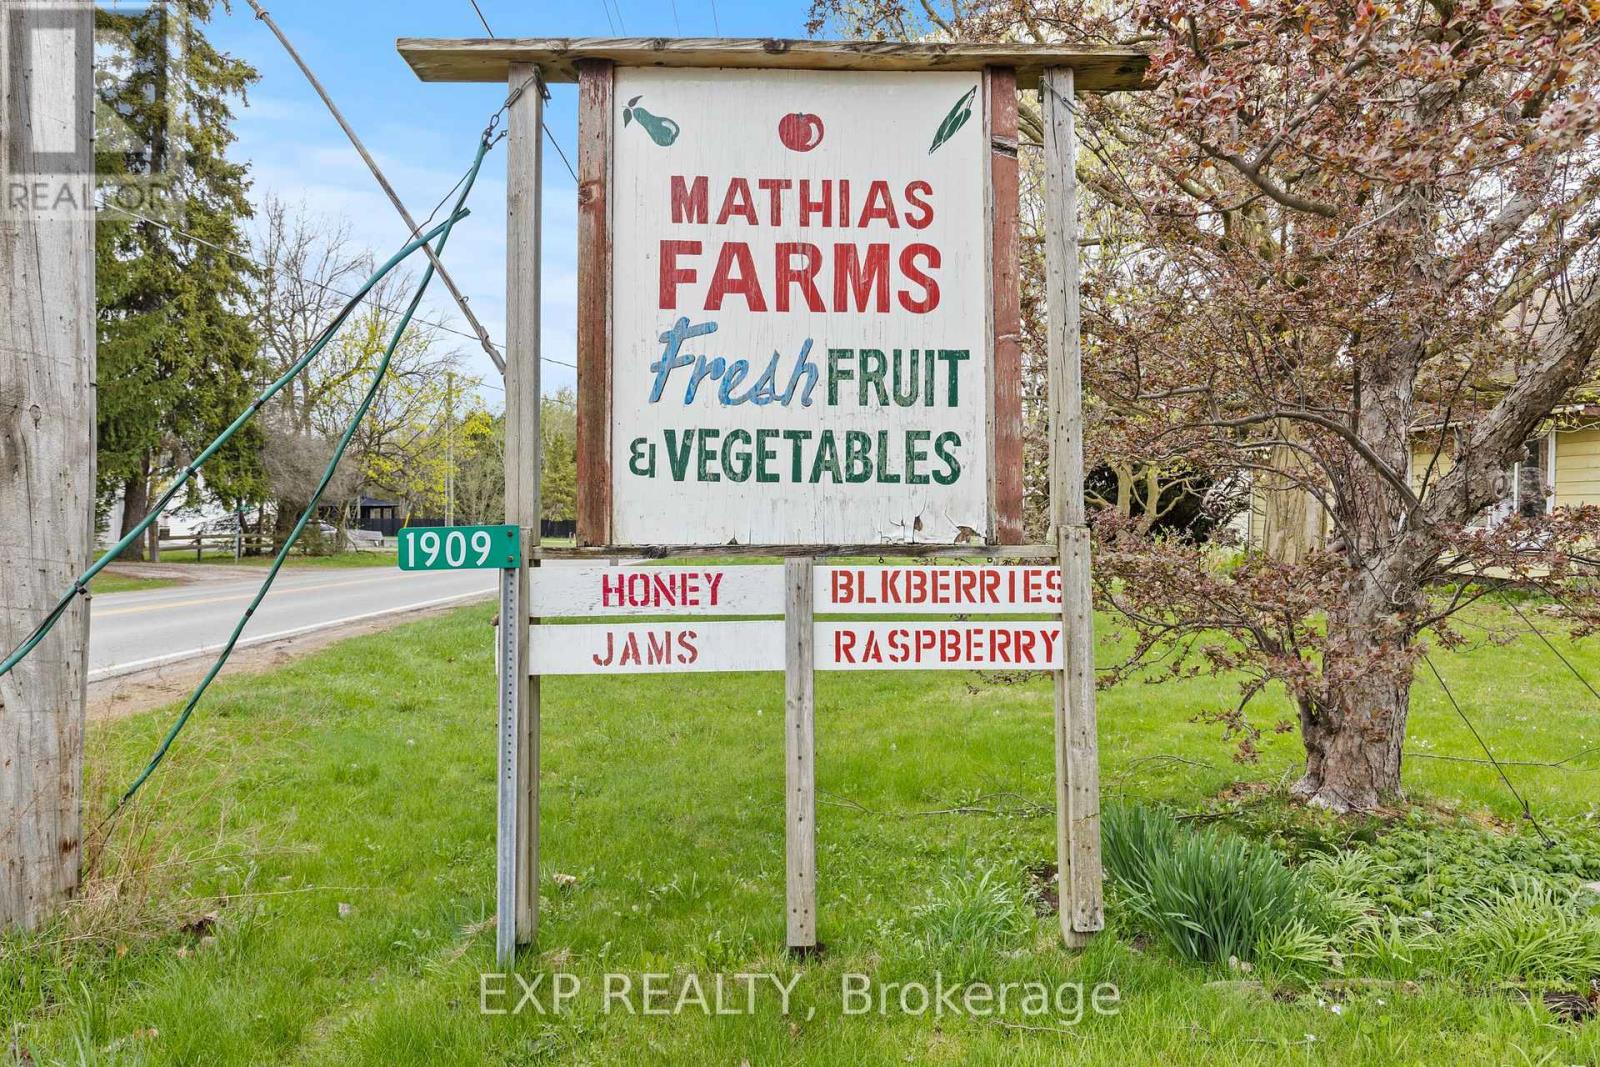 REALTOR
MATHIAS
FARMS
Fresh FRUIT
& VEGETABLES
1909
HONEY
BLKBERRIES
JAMS
RASPBERRY
EXP REALTY, Brokerage